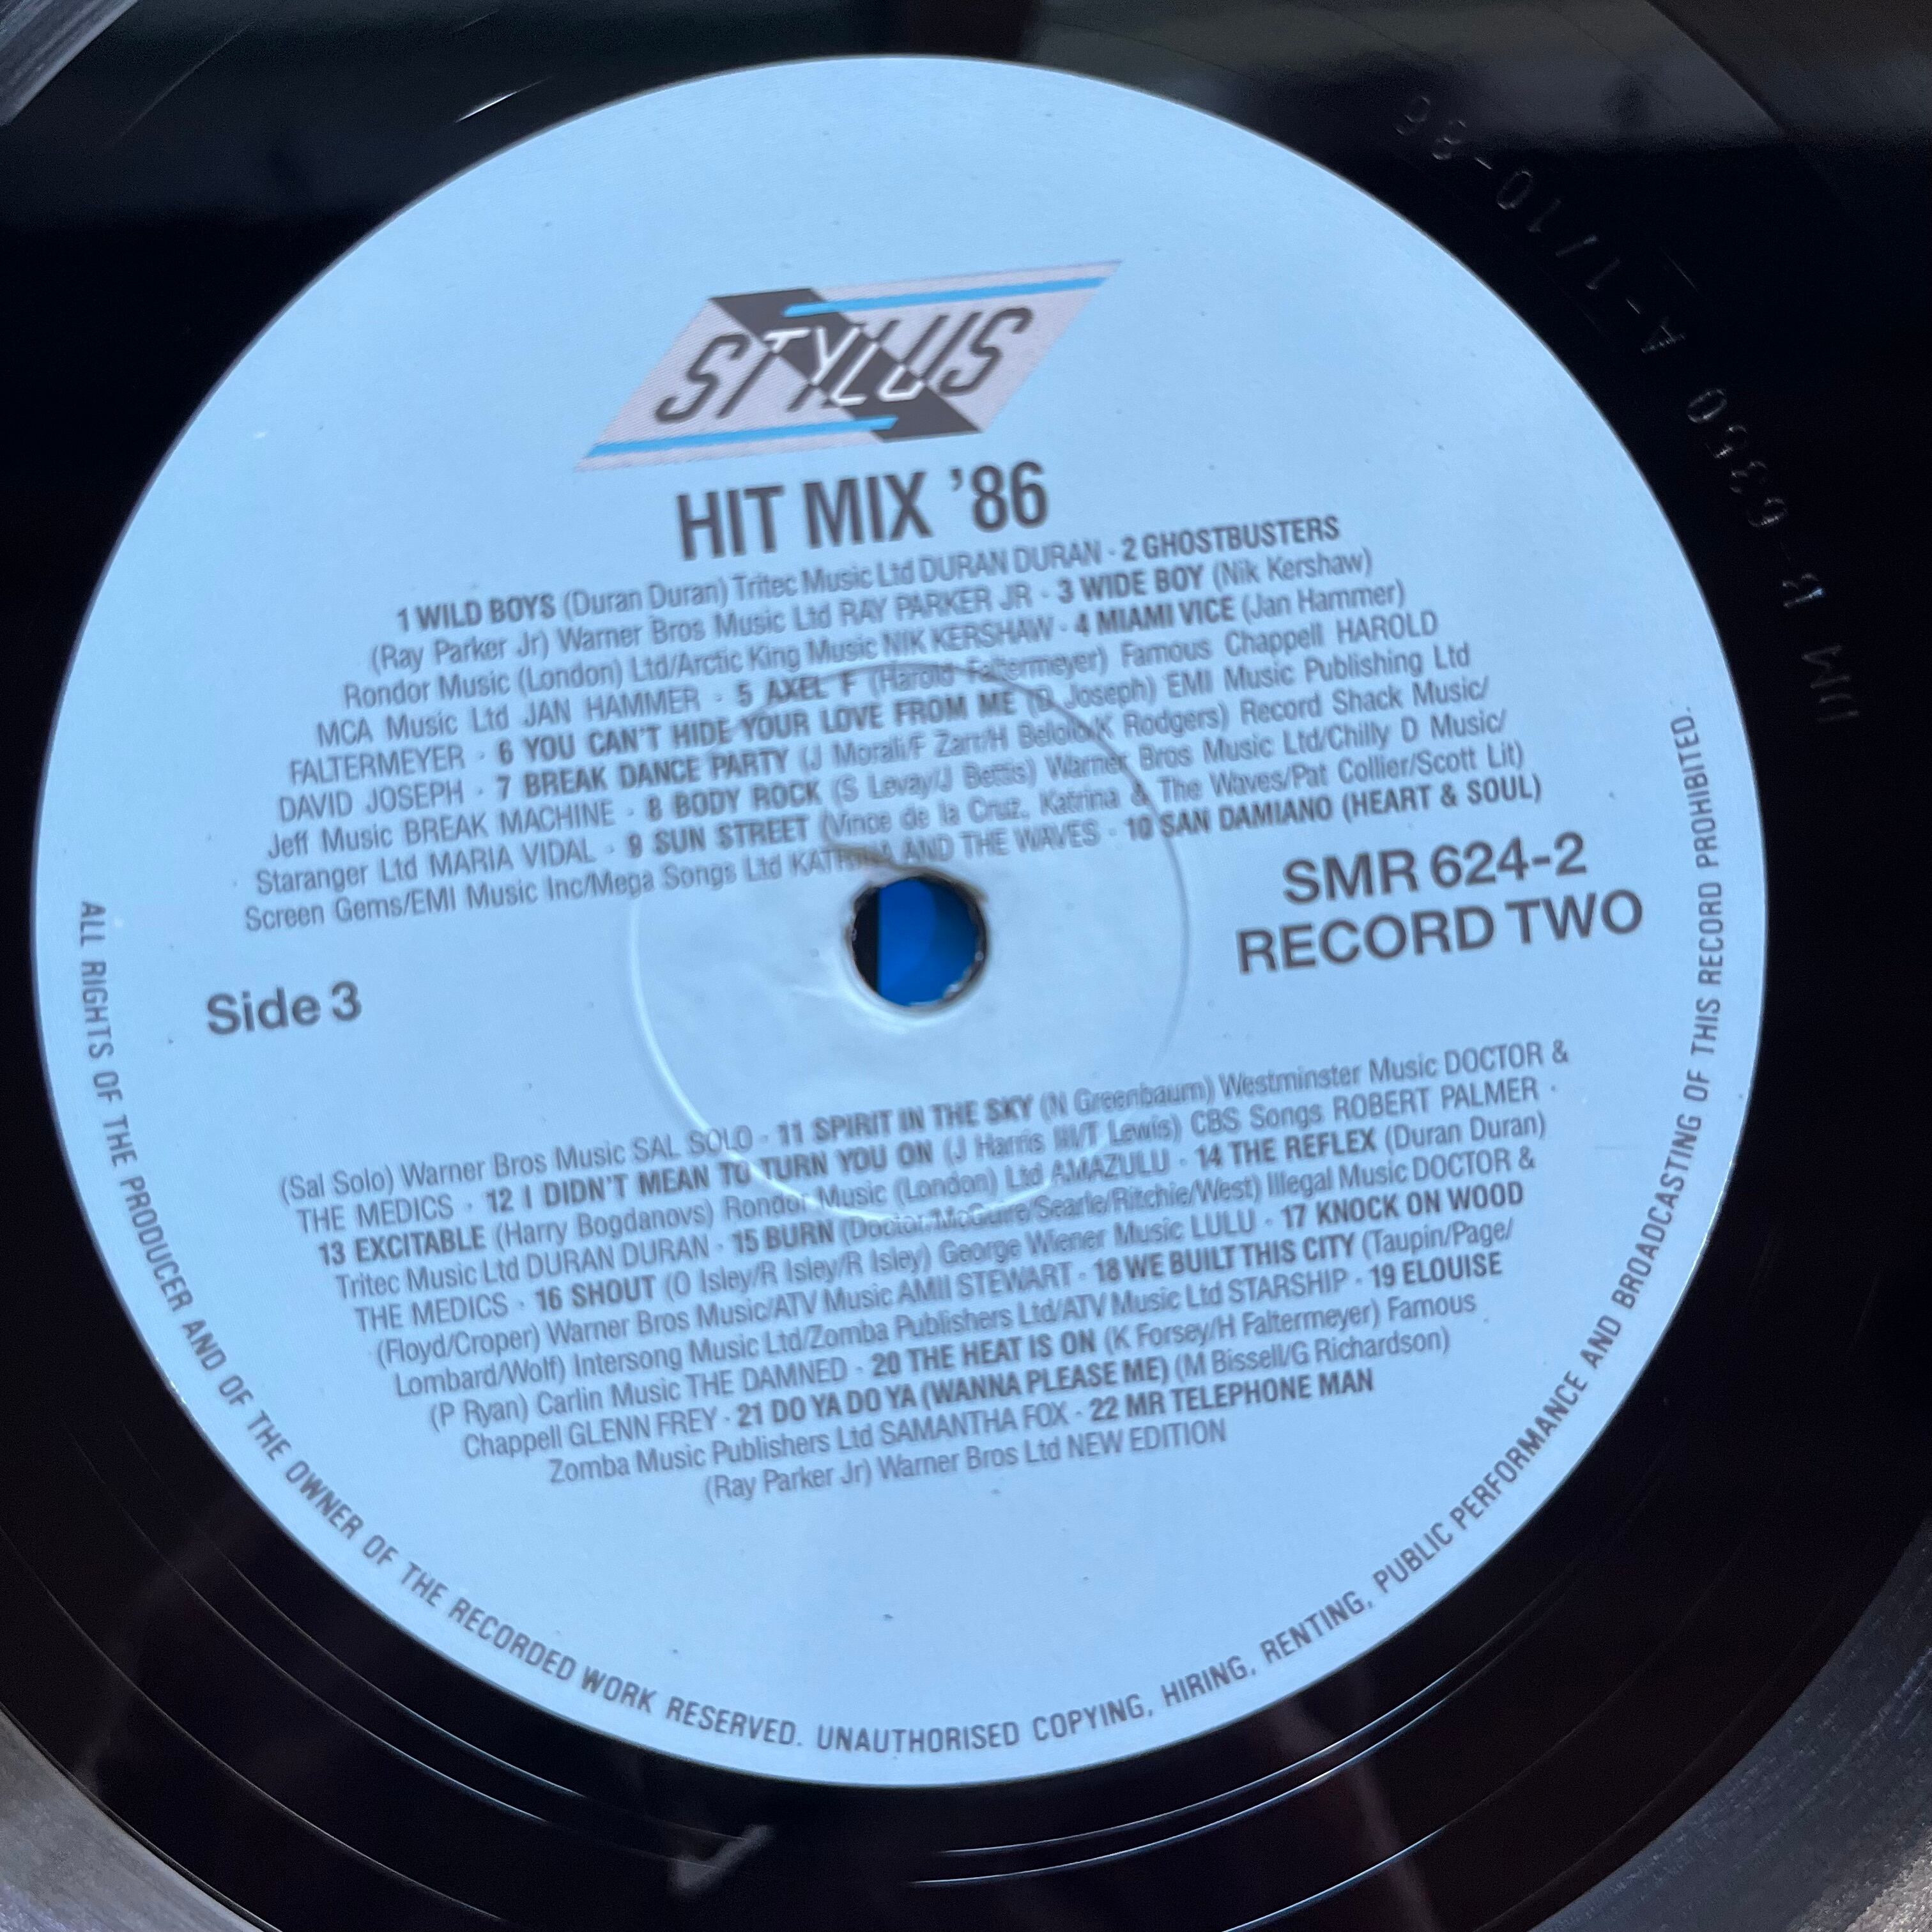 STYLUS
HIT MIX '86
1 WILD BOYS (Duran Duran) Tritec Music Ltd DURAN DURAN · 2 GHOSTBUSTERS
(Ray Parker Jr) Warner Bros Music Ltd RAY PARKER JR · 3 WIDE BOY (Nik Kershaw)
Rondor Music (London) Ltd/Arctic King Music NIK KERSHAW · 4 MIAMI VICE (Jan Hammer)
MCA Music Ltd JAN HAMMER · 5 AXEL F (Harold Faltermeyer) Famous Chappell HAROLD
FALTERMEYER · 6 YOU CAN'T HIDE YOUR LOVE FROM ME (D Joseph) EMI Music Publishing Ltd
DAVID JOSEPH · 7 BREAK DANCE PARTY (J Morali/F Zarr/H Belolo/K Rodgers) Record Shack Music/
Jeff Music BREAK MACHINE · 8 BODY ROCK (S Levay/J Bettis) Warner Bros Music Ltd/Chilly D Music/
Staranger Ltd MARIA VIDAL · 9 SUN STREET (Vince de la Cruz, Katrina & The Waves/Pat Collier/Scott Lit)
Screen Gems/EMI Music Inc/Mega Songs Ltd KATRINA AND THE WAVES · 10 SAN DAMIANO (HEART & SOUL)
SMR 624-2
RECORD TWO
Side 3
(Sal Solo) Warner Bros Music SAL SOLO · 11 SPIRIT IN THE SKY (N Greenbaum) Westminster Music DOCTOR &
THE MEDICS · 12 I DIDN'T MEAN TO TURN YOU ON (J Harris III/T Lewis) CBS Songs ROBERT PALMER ·
13 EXCITABLE (Harry Bogdanovs) Rondor Music (London) Ltd AMAZULU · 14 THE REFLEX (Duran Duran)
Tritec Music Ltd DURAN DURAN · 15 BURN (Doctor/McGuire/Searle/Ritchie/West) Illegal Music DOCTOR &
THE MEDICS · 16 SHOUT (O Isley/R Isley/R Isley) George Wiener Music LULU · 17 KNOCK ON WOOD
(Floyd/Croper) Warner Bros Music/ATV Music AMII STEWART · 18 WE BUILT THIS CITY (Taupin/Page/
Lombard/Wolf) Intersong Music Ltd/Zomba Publishers Ltd/ATV Music Ltd STARSHIP · 19 ELOUISE
(P Ryan) Carlin Music THE DAMNED · 20 THE HEAT IS ON (K Forsey/H Faltermeyer) Famous
Chappell GLENN FREY · 21 DO YA DO YA (WANNA PLEASE ME) (M Bissell/G Richardson)
Zomba Music Publishers Ltd SAMANTHA FOX · 22 MR TELEPHONE MAN
(Ray Parker Jr) Warner Bros Ltd NEW EDITION
ALL RIGHTS OF THE PRODUCER AND OF THE OWNER OF THE RECORDED WORK RESERVED. UNAUTHORISED COPYING, HIRING, RENTING, PUBLIC PERFORMANCE AND BROADCASTING OF THIS RECORD PROHIBITED.
A-1/10-86